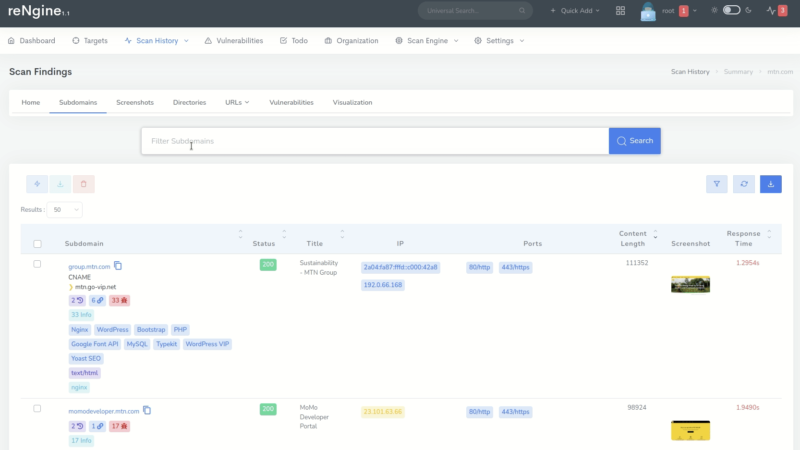 reNgine1.1
Universal Search...
Quick Add
root
1
3
Dashboard
Targets
Scan History
Vulnerabilities
Todo
Organization
Scan Engine
Settings
Scan Findings
Scan History
Summary
mtn.com
Home
Subdomains
Screenshots
Directories
URLs
Vulnerabilities
Visualization
Filter Subdomains
Search
Results :
50
Subdomain
Status
Title
IP
Ports
Content Length
Screenshot
Response Time
group.mtn.com
CNAME
mtn.go-vip.net
2
6
33
33 Info
Nginx
WordPress
Bootstrap
PHP
Google Font API
MySQL
Typekit
WordPress VIP
Yoast SEO
text/html
nginx
200
Sustainability
- MTN Group
2a04:fa87:fffd::c000:42a8
192.0.66.168
80/http
443/https
111352
1.2954s
momodeveloper.mtn.com
2
1
17
17 Info
200
MoMo
Developer
Portal
23.101.63.66
80/http
443/https
98924
1.9490s